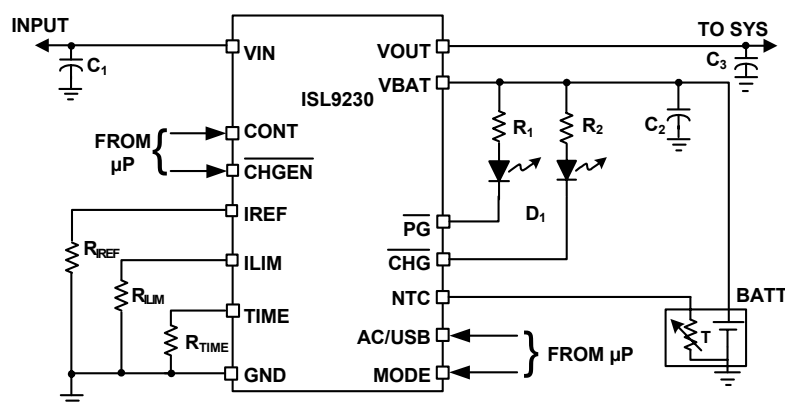 INPUT
TO SYS
C1
VIN
VOUT
C3
VBAT
ISL9230
R1
R2
C2
FROM
µP
CONT
CHGEN
D1
IREF
PG
RIREF
ILIM
CHG
RILIM
NTC
BATT
TIME
T
RTIME
AC/USB
FROM µP
GND
MODE